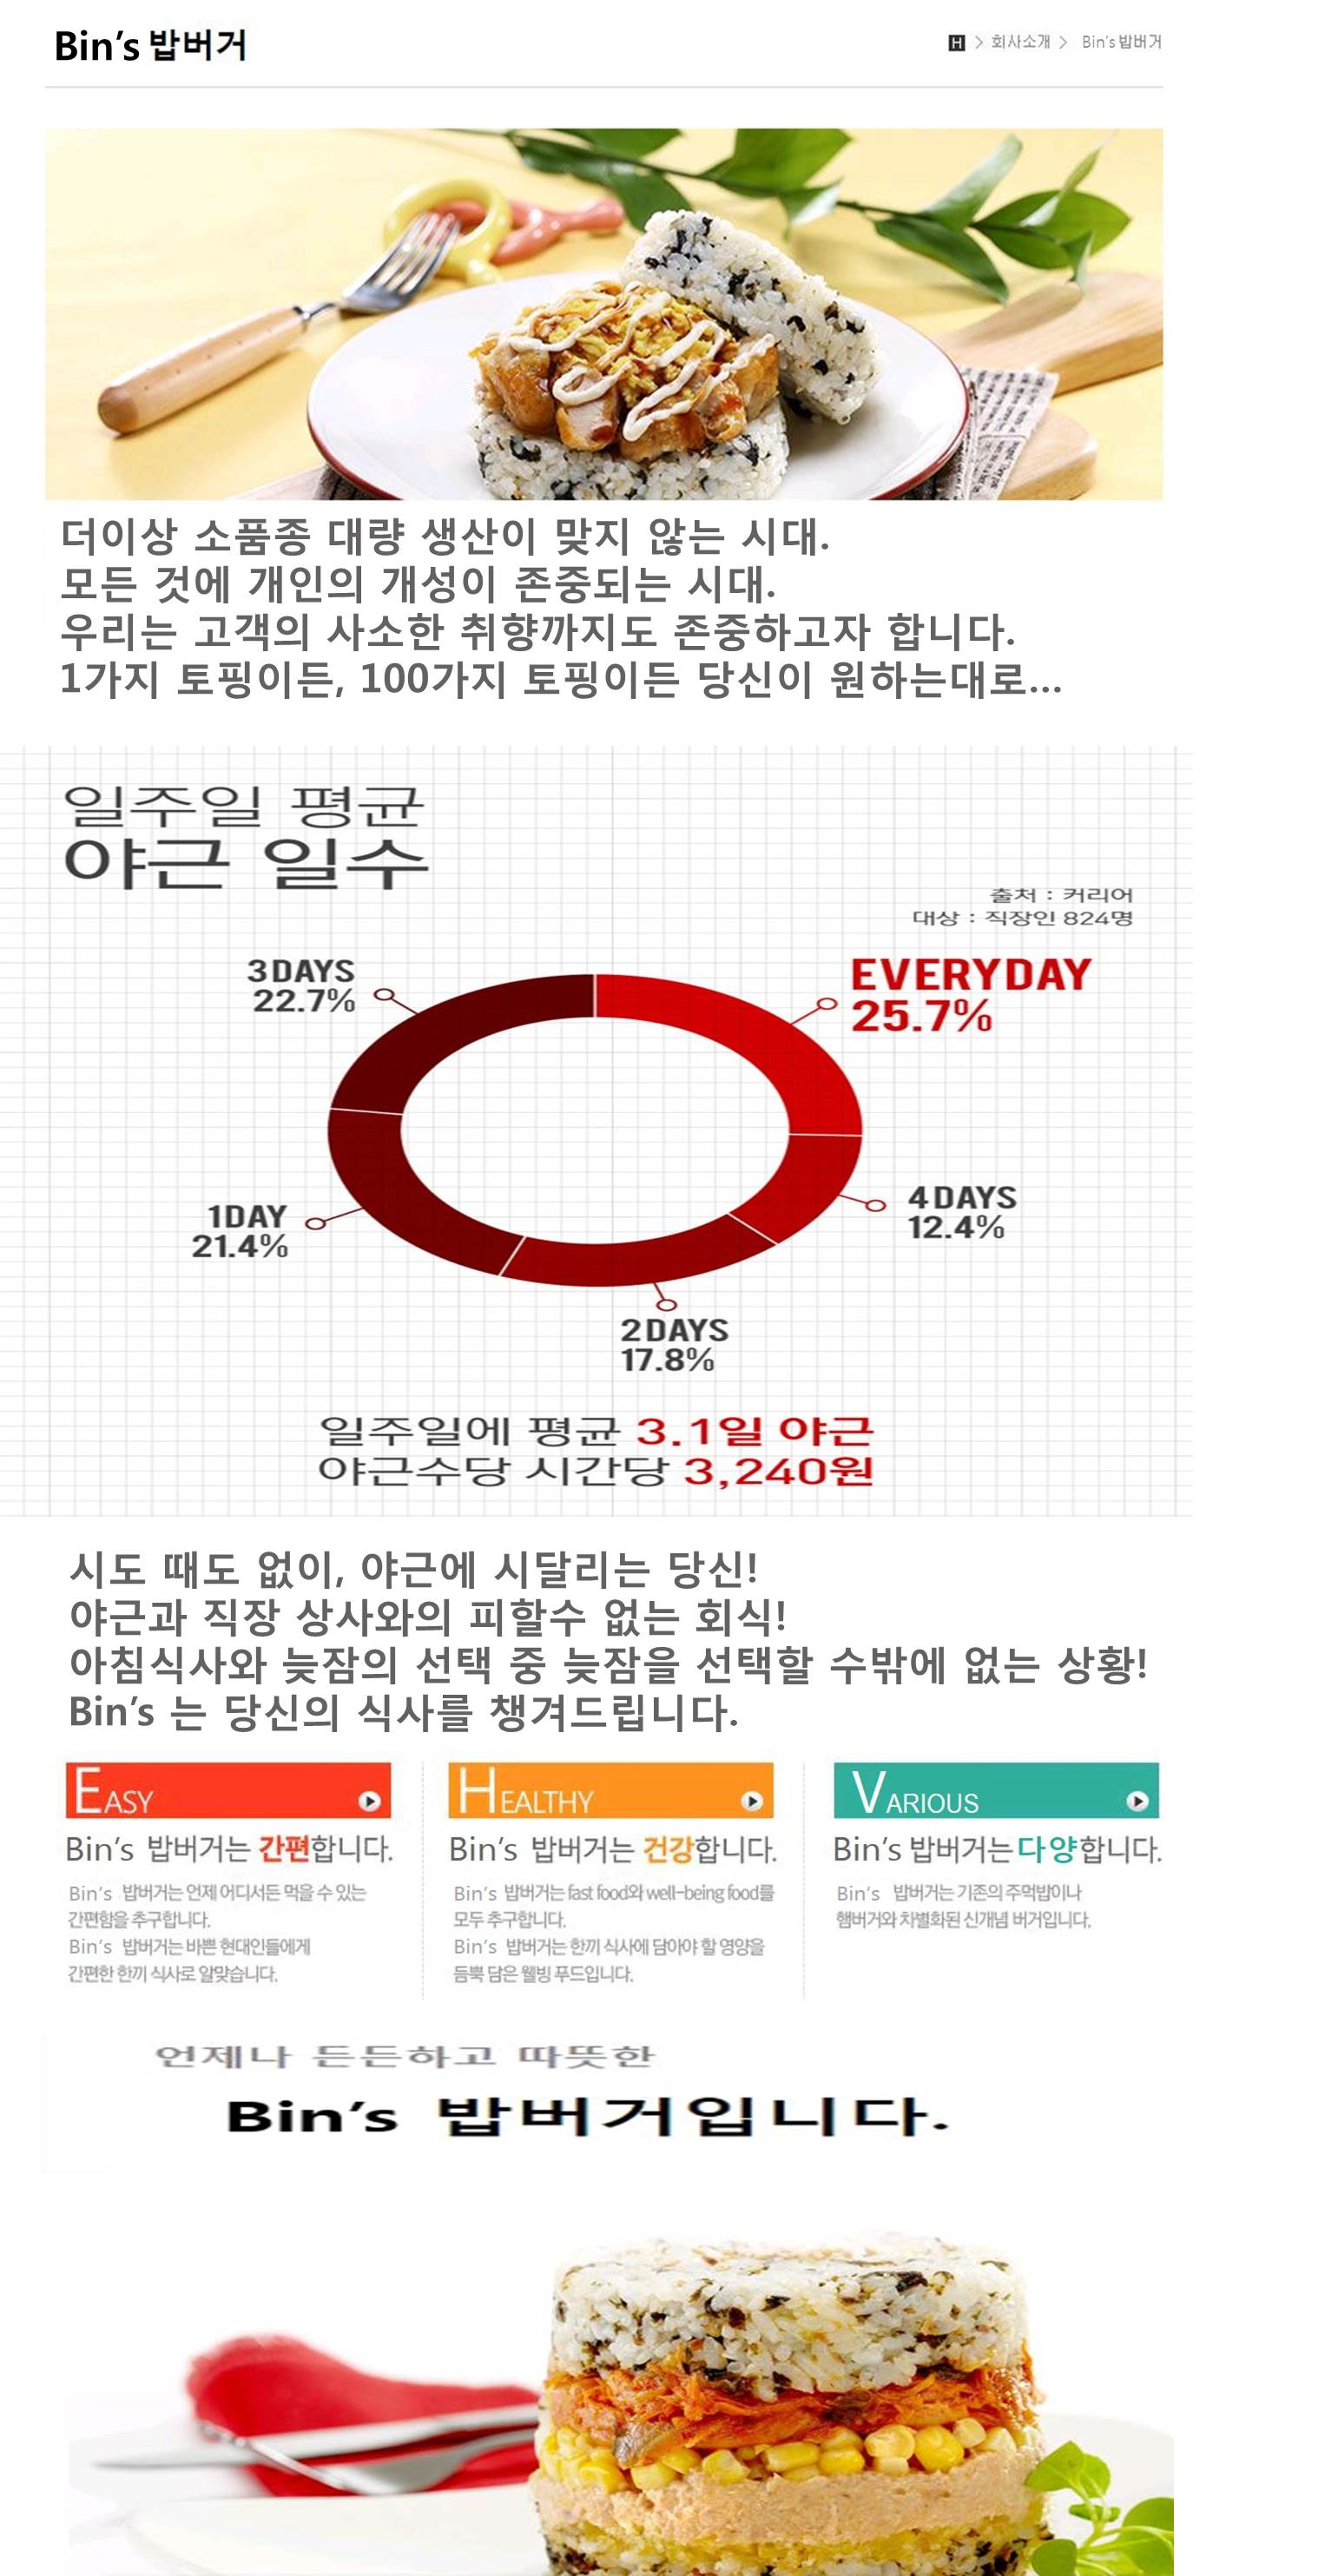 Bin's 밥버거
H > 회사소개 > Bin's 밥버거
더이상 소품종 대량 생산이 맞지 않는 시대.
모든 것에 개인의 개성이 존중되는 시대.
우리는 고객의 사소한 취향까지도 존중하고자 합니다.
1가지 토핑이든, 100가지 토핑이든 당신이 원하는대로...
일주일 평균
야근 일수
출처 : 커리어
대상 : 직장인 824명
EVERYDAY
25.7%
3DAYS
22.7%
4DAYS
12.4%
1DAY
21.4%
2DAYS
17.8%
일주일에 평균 3.1일 야근
야근수당 시간당 3,240원
시도 때도 없이, 야근에 시달리는 당신!
야근과 직장 상사와의 피할수 없는 회식!
아침식사와 늦잠의 선택 중 늦잠을 선택할 수밖에 없는 상황!
Bin's 는 당신의 식사를 챙겨드립니다.
EASY
Bin's 밥버거는 간편합니다.
Bin's 밥버거는 언제 어디서든 먹을 수 있는
간편함을 추구합니다.
Bin's 밥버거는 바쁜 현대인들에게
간편한 한끼 식사로 알맞습니다.
HEALTHY
Bin's 밥버거는 건강합니다.
Bin's 밥버거는 fast food와 well-being food를
모두 추구합니다.
Bin's 밥버거는 한끼 식사에 담아야 할 영양을
듬뿍 담은 웰빙 푸드입니다.
VARIOUS
Bin's 밥버거는 다양합니다.
Bin's 밥버거는 기존의 주먹밥이나
햄버거와 차별화된 신개념 버거입니다.
언제나 든든하고 따뜻한
Bin's 밥버거입니다.